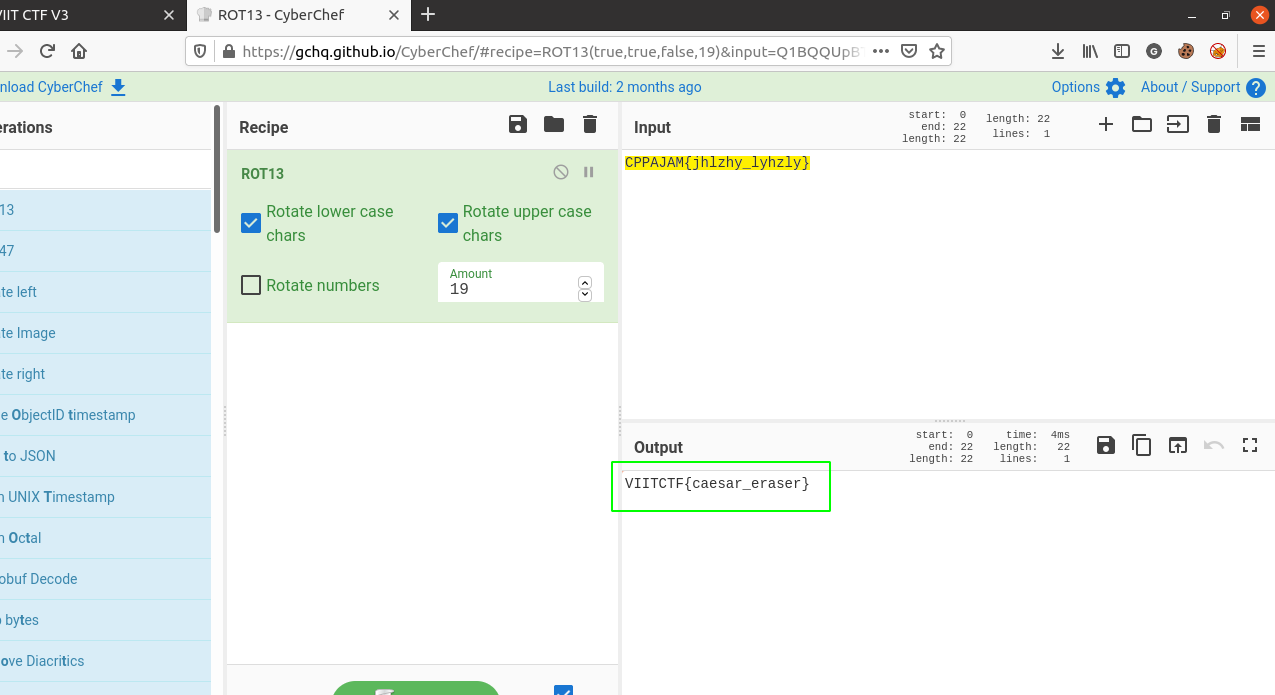 VIIT CTF V3
ROT13 - CyberChef
https://gchq.github.io/CyberChef/#recipe=ROT13(true,true,false,19)&input=Q1BQQUpB
nload CyberChef
Last build: 2 months ago
Options
About / Support
erations
13
47
te left
te Image
te right
e ObjectID timestamp
to JSON
n UNIX Timestamp
n Octal
obuf Decode
bytes
ove Diacritics
Recipe
ROT13
Rotate lower case chars
Rotate upper case chars
Rotate numbers
Amount
19
Input
start: 0
end: 22
length: 22
length: 22
lines: 1
CPPAJAM{jhlzhy_lyhzly}
Output
start: 0
end: 22
length: 22
time: 4ms
length: 22
lines: 1
VIITCTF{caesar_eraser}